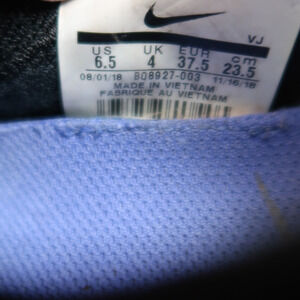 VJ
US UK EUR cm
6.5 4 37.5 23.5
08/01/18 BQ8927-003 11/16/18
MADE IN VIETNAM
FABRIQUE AU VIETNAM